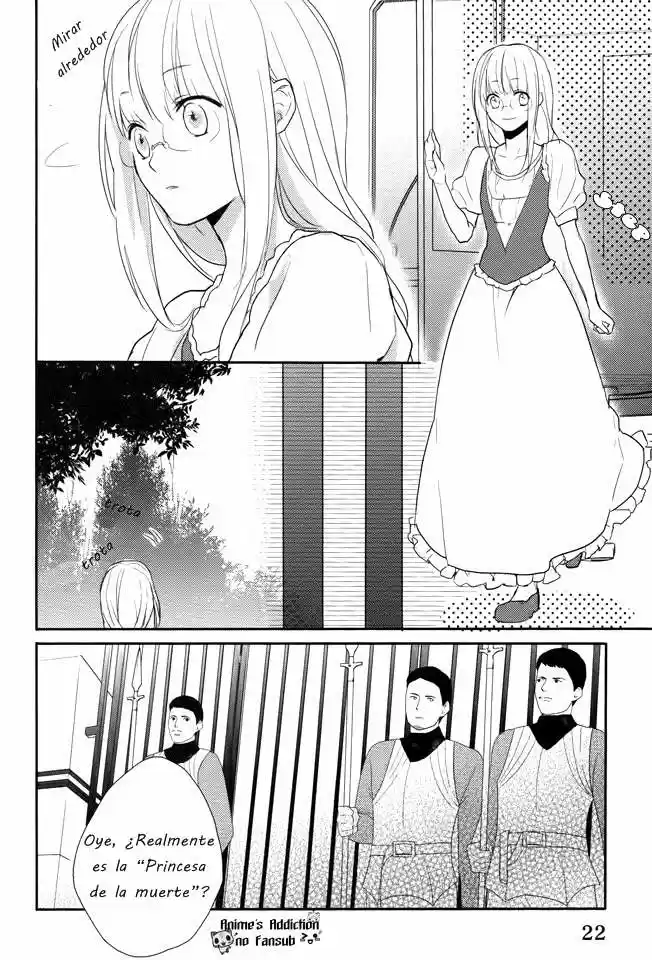 Mirar
alrededor
trota
trota
Oye, ¿Realmente
es la “Princesa
de la muerte”?
Anime's Addiction
no Fansub
22